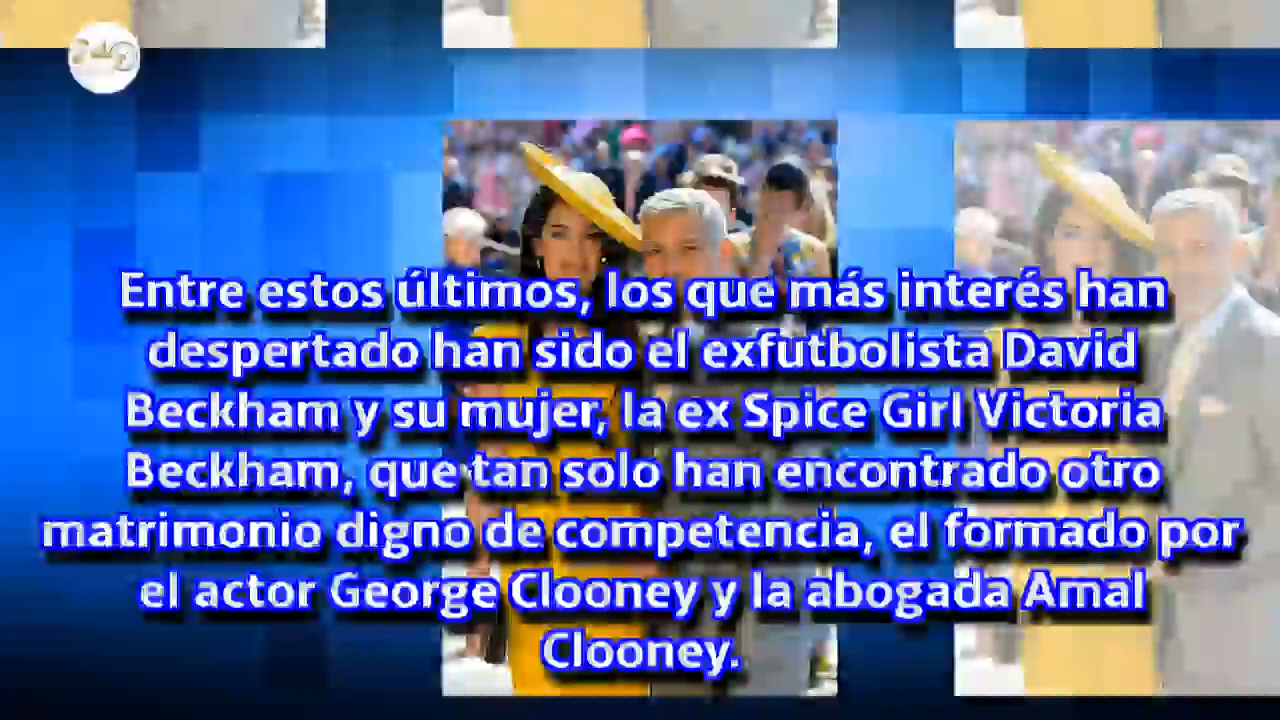 Entre estos últimos, los que más interés han
despertado han sido el exfutbolista David
Beckham y su mujer, la ex Spice Girl Victoria
Beckham, que tan solo han encontrado otro
matrimonio digno de competencia, el formado por
el actor George Clooney y la abogada Amal
Clooney.